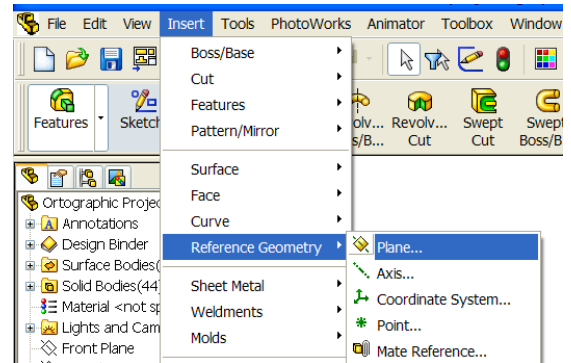 File Edit View Insert Tools PhotoWorks Animator Toolbox Window
Boss/Base
Cut
Features
Pattern/Mirror
Surface
Face
Curve
Reference Geometry
Sheet Metal
Weldments
Molds
Plane...
Axis...
Coordinate System...
Point...
Mate Reference...
Features
Sketch
olv... Revolv... Swept Swept
s/B... Cut Cut Boss/B
Ortographic Projec
Annotations
Design Binder
Surface Bodies(
Solid Bodies(44)
Material <not sp
Lights and Cam
Front Plane